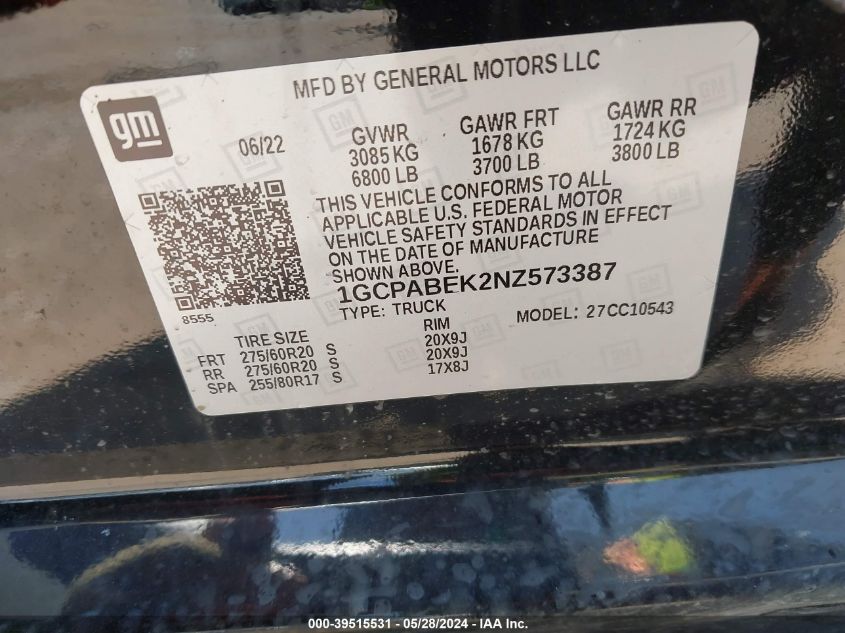 MFD BY GENERAL MOTORS LLC
gm
06/22
GVWR
3085 KG
6800 LB
GAWR FRT
1678 KG
3700 LB
GAWR RR
1724 KG
3800 LB
THIS VEHICLE CONFORMS TO ALL
APPLICABLE U.S. FEDERAL MOTOR
VEHICLE SAFETY STANDARDS IN EFFECT
ON THE DATE OF MANUFACTURE
SHOWN ABOVE.
1GCPABEK2NZ573387
8555
TYPE: TRUCK
MODEL: 27CC10543
TIRE SIZE RIM
FRT 275/60R20 S 20X9J
RR 275/60R20 S 20X9J
SPA 255/80R17 S 17X8J
000-39515531 - 05/28/2024 - IAA Inc.